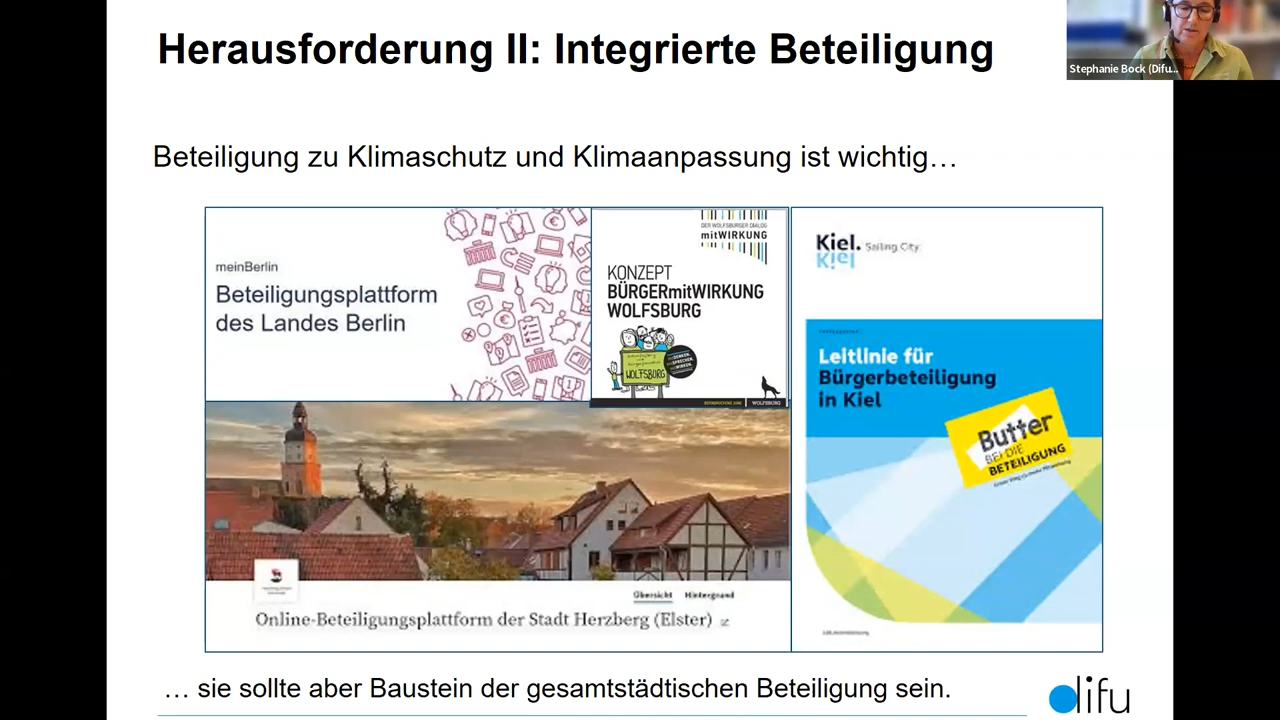 Herausforderung II: Integrierte Beteiligung
Stephanie Bock (Difu...
Beteiligung zu Klimaschutz und Klimaanpassung ist wichtig…
meinBerlin
Beteiligungsplattform
des Landes Berlin
DER WOLFSBURGER DIALOG
mitWIRKUNG
KONZEPT
BÜRGERmitWIRKUNG
WOLFSBURG
WOLFSBURG
WOLFSBURG
Kiel. Sailing City.
Kiel
Leitlinie für
Bürgerbeteiligung
in Kiel
Butter
BEI DIE
BETEILIGUNG
Übersicht Hintergrund
Online-Beteiligungsplattform der Stadt Herzberg (Elster)
… sie sollte aber Baustein der gesamtstädtischen Beteiligung sein.
difu